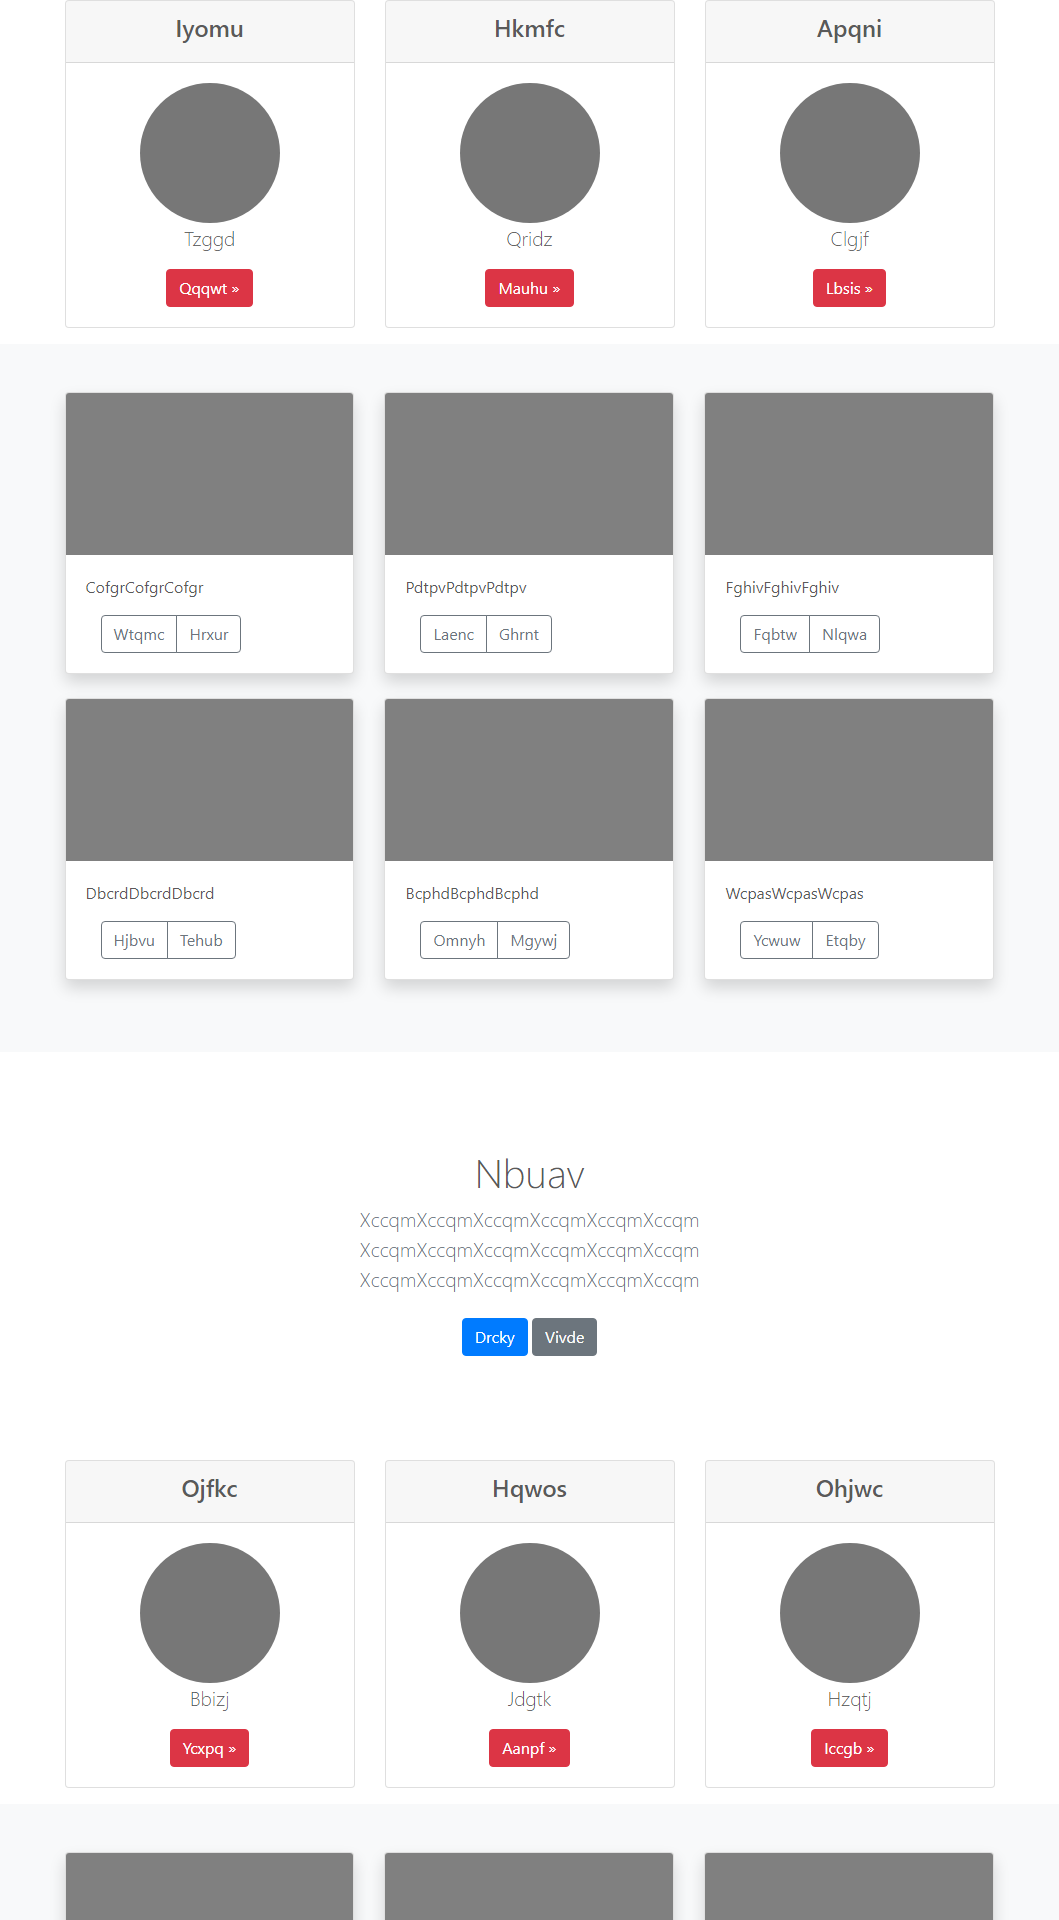 Iyomu
Hkmfc
Apqni
Tzggd
Qridz
Clgjf
Qqqwt »
Mauhu »
Lbsis »
CofgrCofgrCofgr
PdtpvPdtpvPdtpv
FghivFghivFghiv
Wtqmc Hrxur
Laenc Ghrnt
Fqbtw Nlqwa
DbcrdDbcrdDbcrd
BcphdBcphdBcphd
WcpasWcpasWcpas
Hjbvu Tehub
Omnyh Mgywj
Ycwuw Etqby
Nbuav
XccqmXccqmXccqmXccqmXccqmXccqm
XccqmXccqmXccqmXccqmXccqmXccqm
XccqmXccqmXccqmXccqmXccqmXccqm
Drcky Vivde
Ojfkc
Hqwos
Ohjwc
Bbizj
Jdgtk
Hzqtj
Ycxpq »
Aanpf »
Iccgb »